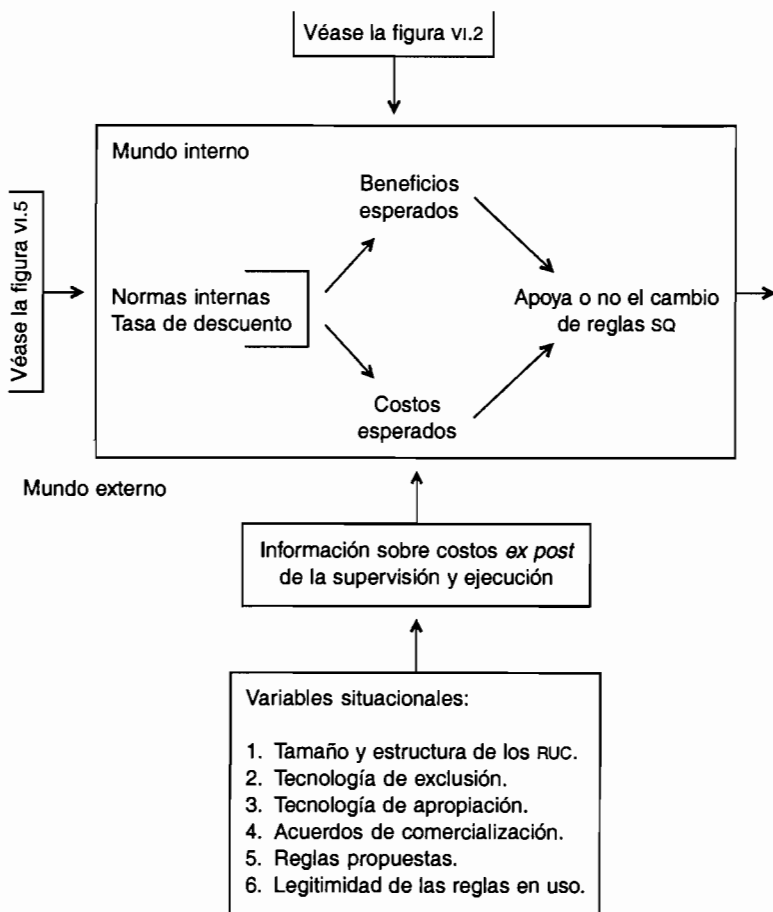 Véase la figura VI.2
Mundo interno
Beneficios
esperados
Véase la figura VI.5
Normas internas
Tasa de descuento
Apoya o no el cambio
de reglas SQ
Costos
esperados
Mundo externo
Información sobre costos ex post
de la supervisión y ejecución
Variables situacionales:
1. Tamaño y estructura de los RUC.
2. Tecnología de exclusión.
3. Tecnología de apropiación.
4. Acuerdos de comercialización.
5. Reglas propuestas.
6. Legitimidad de las reglas en uso.